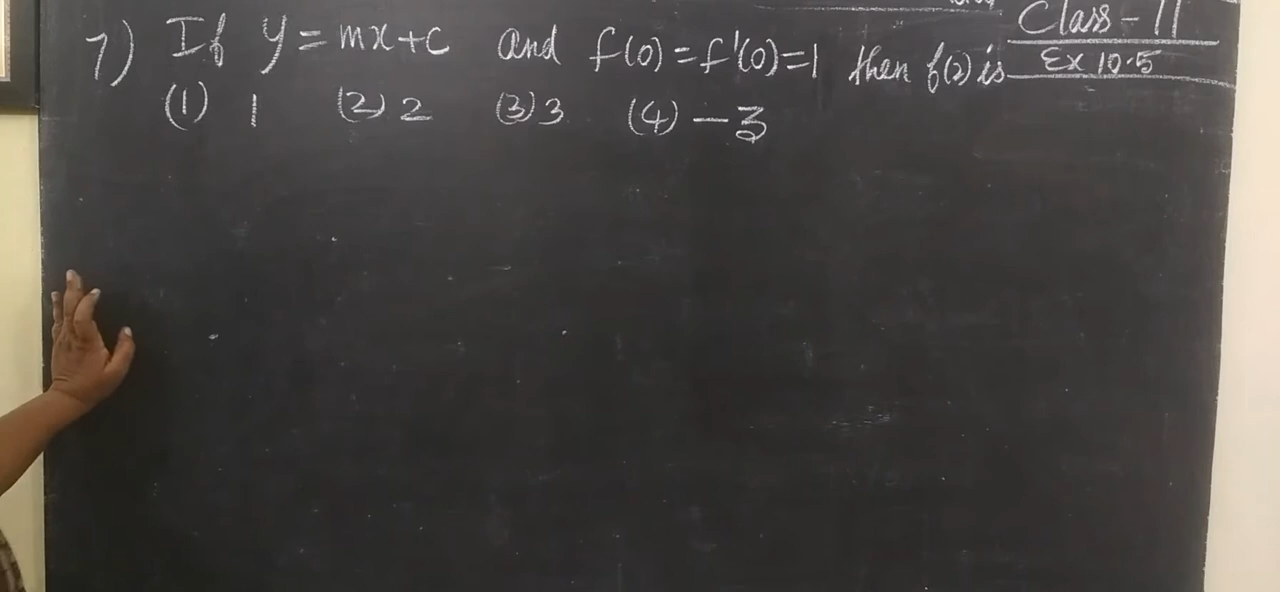 Class - 11
Ex 10.5
7) If y = mx+c and f(0) = f'(0) = 1 then f(2) is
(1) 1 (2) 2 (3) 3 (4) -3